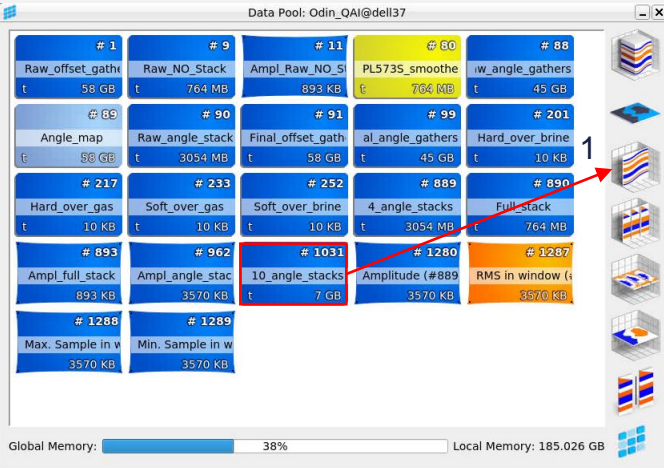 Data Pool: Odin_QAI@dell37
# 1 # 9 # 11 # 80 # 88
Raw_offset_gathe Raw_NO_Stack Ampl_Raw_NO_St PL573S_smoothe w_angle_gathers
t 58 GB t 764 MB 893 KB t 764 MB t 45 GB
# 89 # 90 # 91 # 99 # 201
Angle_map Raw_angle_stack Final_offset_gath al_angle_gathers Hard_over_brine
t 58 GB t 3054 MB t 58 GB t 45 GB t 10 KB
1
# 217 # 233 # 252 # 889 # 890
Hard_over_gas Soft_over_gas Soft_over_brine 4_angle_stacks Full_stack
t 10 KB t 10 KB t 10 KB t 3054 MB t 764 MB
# 893 # 962 # 1031 # 1280 # 1287
Ampl_full_stack Ampl_angle_stac 10_angle_stacks Amplitude (#889 RMS in window (#
893 KB 3570 KB t 7 GB 3570 KB 3570 KB
# 1288 # 1289
Max. Sample in w Min. Sample in w
3570 KB 3570 KB
Global Memory: 38% Local Memory: 185.026 GB